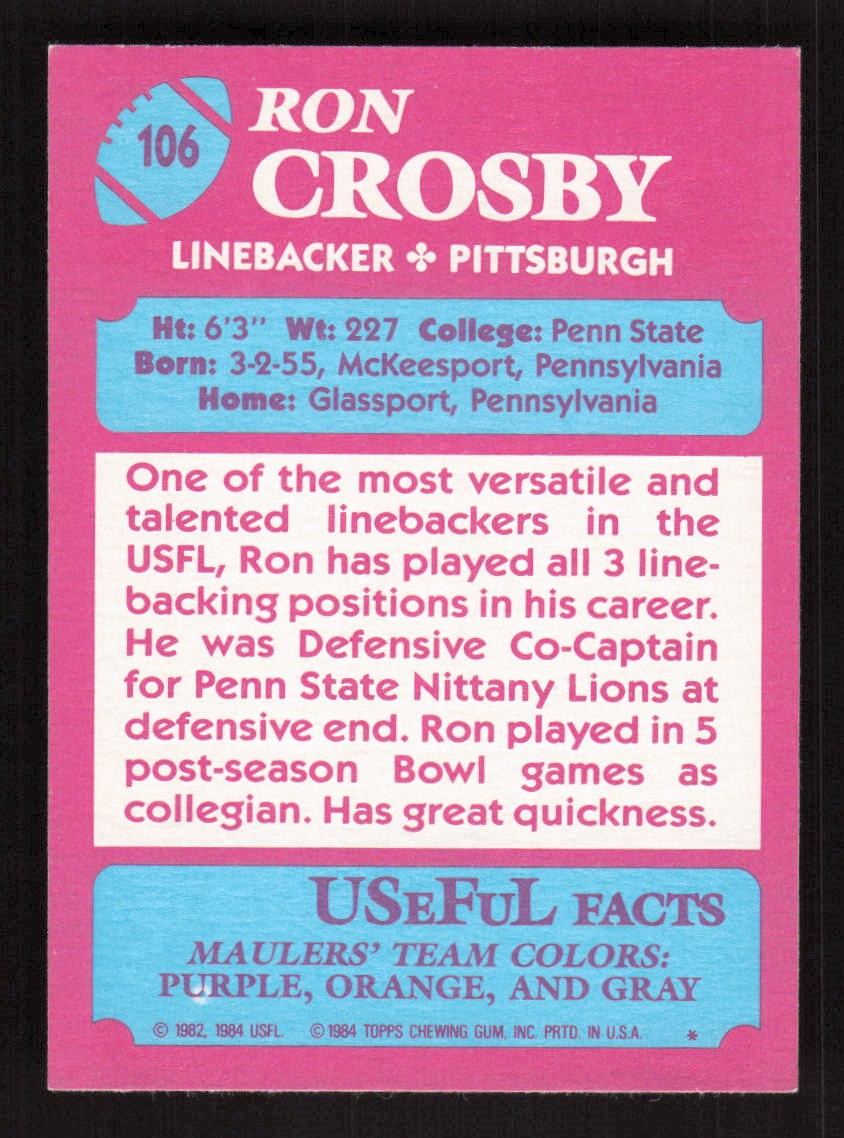 106
RON
CROSBY
LINEBACKER ✤ PITTSBURGH
Ht: 6'3" Wt: 227 College: Penn State
Born: 3-2-55, McKeesport, Pennsylvania
Home: Glassport, Pennsylvania
One of the most versatile and
talented linebackers in the
USFL, Ron has played all 3 line-
backing positions in his career.
He was Defensive Co-Captain
for Penn State Nittany Lions at
defensive end. Ron played in 5
post-season Bowl games as
collegian. Has great quickness.
USeFuL FACTS
MAULERS' TEAM COLORS:
PURPLE, ORANGE, AND GRAY
© 1982, 1984 USFL. © 1984 TOPPS CHEWING GUM, INC. PRTD. IN U.S.A. *